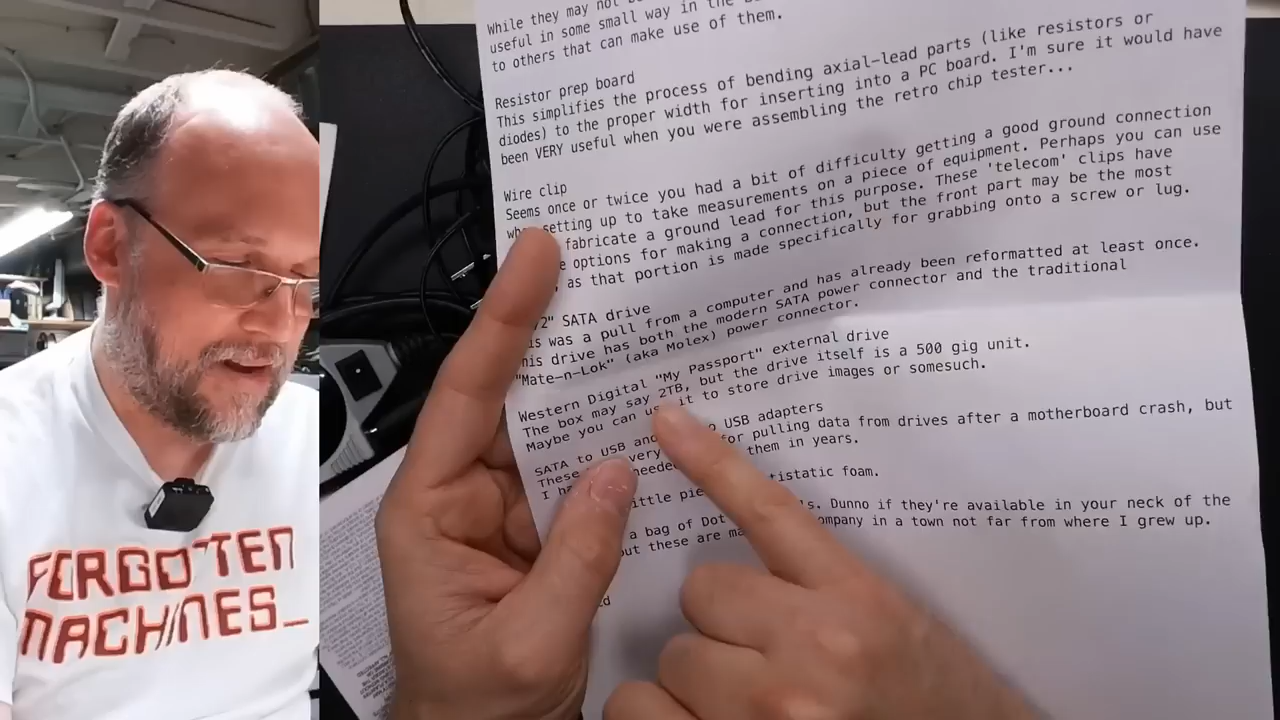 While they may not
useful in some small way in the
to others that can make use of them.
Resistor prep board
This simplifies the process of bending axial-lead parts (like resistors or
diodes) to the proper width for inserting into a PC board. I'm sure it would have
been VERY useful when you were assembling the retro chip tester...
Wire clip
Seems once or twice you had a bit of difficulty getting a good ground connection
setting up to take measurements on a piece of equipment. Perhaps you can use
fabricate a ground lead for this purpose. These 'telecom' clips have
options for making a connection, but the front part may be the most
, as that portion is made specifically for grabbing onto a screw or lug.
SATA drive
was a pull from a computer and has already been reformatted at least once.
drive has both the modern SATA power connector and the traditional
"Mate-n-Lok" (aka Molex) power connector.
Western Digital "My Passport" external drive
The box may say 2TB, but the drive itself is a 500 gig unit.
Maybe you can use it to store drive images or somesuch.
SATA to USB and USB adapters
These very for pulling data from drives after a motherboard crash, but
I needed them in years.
foam.
a bag of Dot Dunno if they're available in your neck of the
but these are in a town not far from where I grew up.
FORGOTTEN
MACHINES_